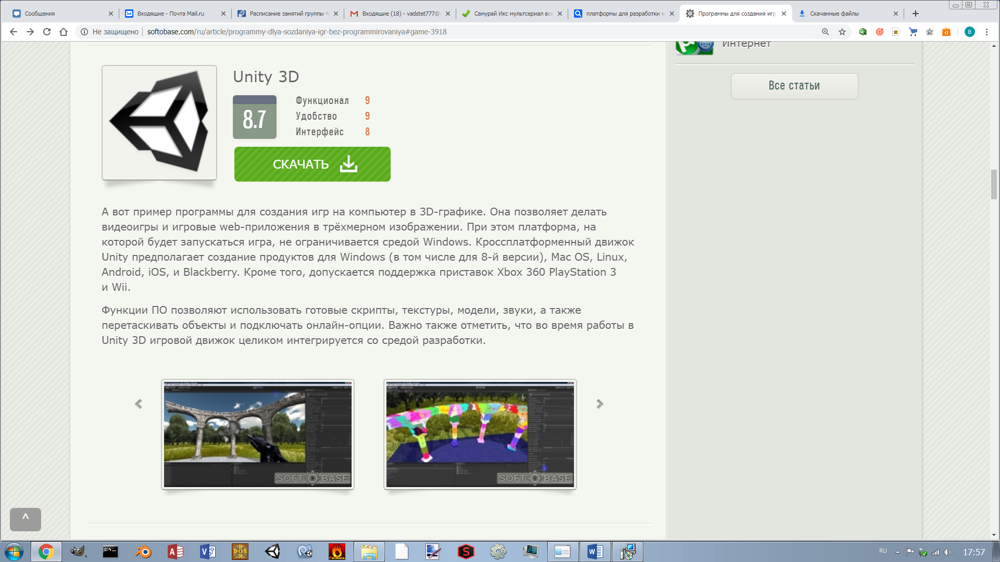 Сообщения
Входящие - Почта Mail.ru
Расписание занятий группы 4
Входящие (18) - vadstet777@
Самурай Икс мультсериал все
платформы для разработки к
Программы для создания игр
Скачанные файлы
Не защищено
softobase.com/ru/article/programmy-dlya-sozdaniya-igr-bez-programmirovaniya#game-3918
B
Интернет
Все статьи
Unity 3D
8.7
Функционал 9
Удобство 9
Интерфейс 8
СКАЧАТЬ
А вот пример программы для создания игр на компьютер в 3D-графике. Она позволяет делать
видеоигры и игровые web-приложения в трёхмерном изображении. При этом платформа, на
которой будет запускаться игра, не ограничивается средой Windows. Кроссплатформенный движок
Unity предполагает создание продуктов для Windows (в том числе для 8-й версии), Mac OS, Linux,
Android, iOS, и Blackberry. Кроме того, допускается поддержка приставок Xbox 360 PlayStation 3
и Wii.
Функции ПО позволяют использовать готовые скрипты, текстуры, модели, звуки, а также
перетаскивать объекты и подключать онлайн-опции. Важно также отметить, что во время работы в
Unity 3D игровой движок целиком интегрируется со средой разработки.
SOFT BASE
SOFT BASE
^
RU
17:57